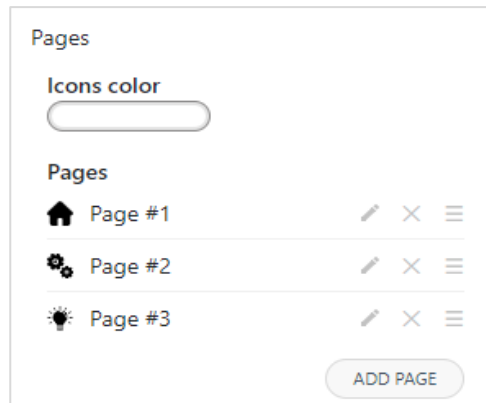 Pages
Icons color
Pages
Page #1
Page #2
Page #3
ADD PAGE